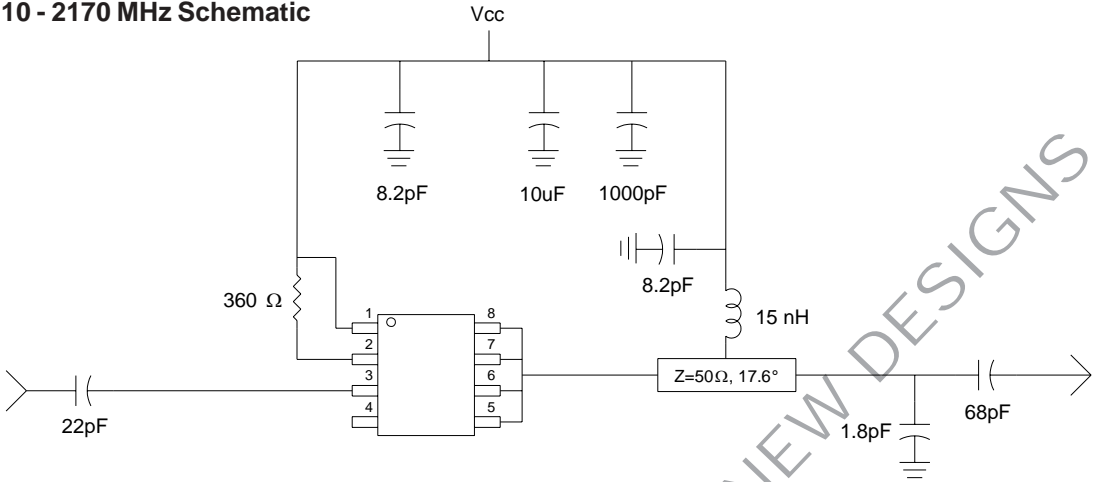 10 - 2170 MHz Schematic
Vcc
8.2pF
10uF
1000pF
8.2pF
15 nH
360 Ω
1
2
3
4
8
7
6
5
Z=50Ω, 17.6°
22pF
1.8pF
68pF
NEW DESIGNS